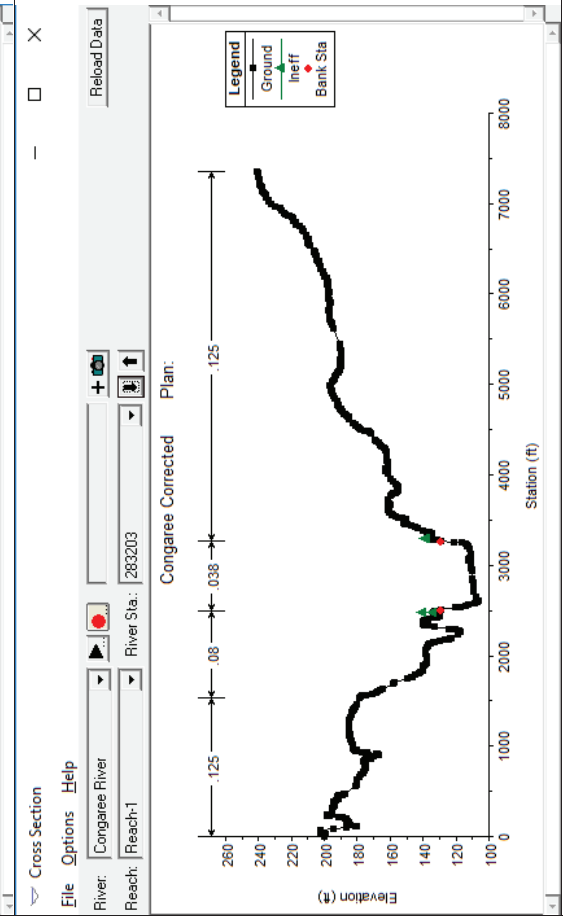 Cross Section
File Options Help
River: Congaree River
Reload Data
Reach: Reach-1 River Sta.: 283203
Congaree Corrected Plan:
.125 .08 .038 .125
Legend
Ground
Ineff
Bank Sta
Elevation (ft)
260
240
220
200
180
160
140
120
100
0 1000 2000 3000 4000 5000 6000 7000 8000
Station (ft)